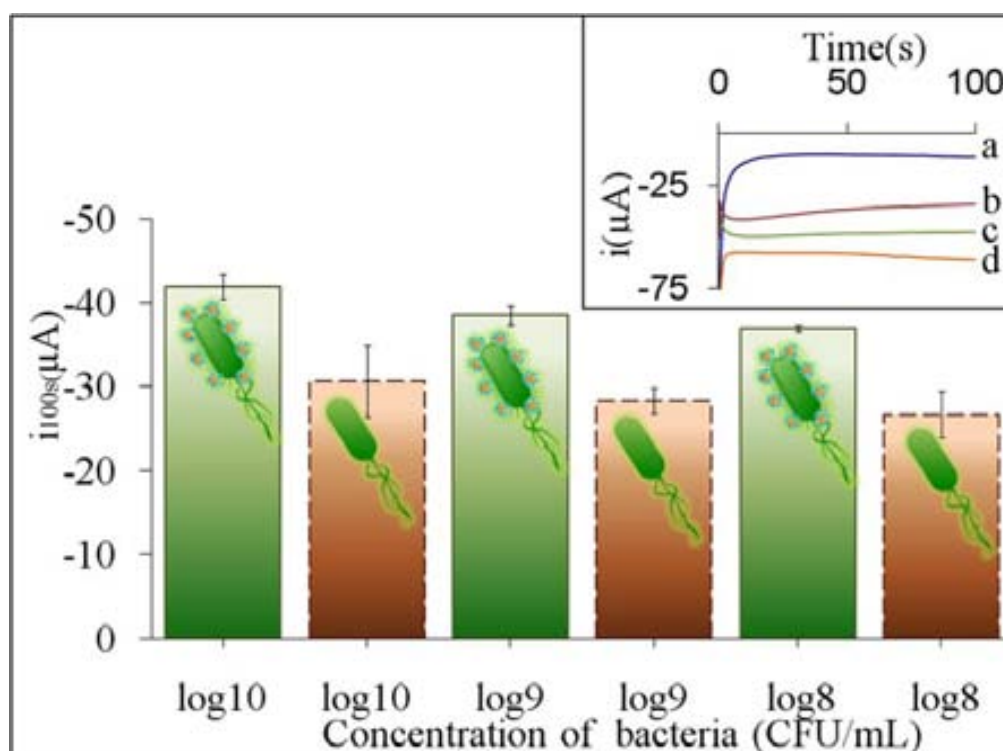 Time(s)
0 50 100
i(µA)
-25
-75
a
b
c
d
i100s(µA)
-50
-40
-30
-20
-10
0
log10 log10 log9 log9 log8 log8
Concentration of bacteria (CFU/mL)